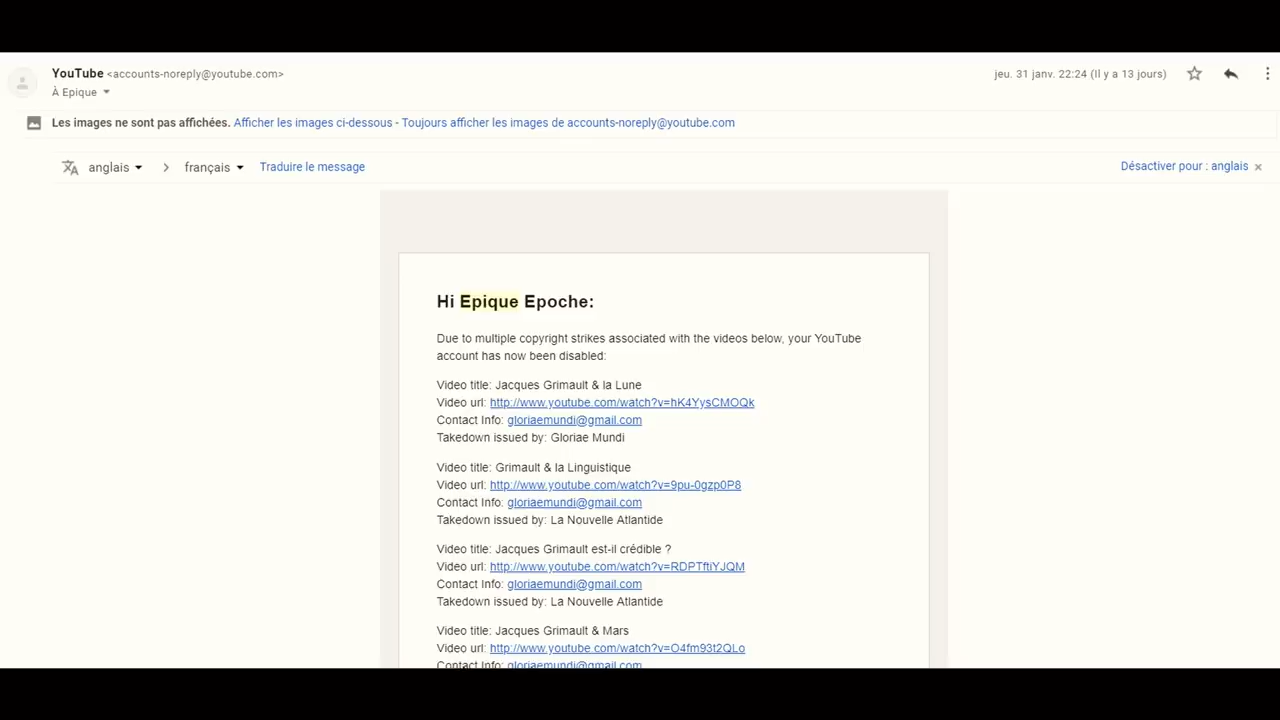 YouTube <accounts-noreply@youtube.com>
jeu. 31 janv. 22:24 (Il y a 13 jours)
À Epique
Les images ne sont pas affichées. Afficher les images ci-dessous - Toujours afficher les images de accounts-noreply@youtube.com
anglais > français Traduire le message
Désactiver pour : anglais ×
Hi Epique Epoche:
Due to multiple copyright strikes associated with the videos below, your YouTube
account has now been disabled:
Video title: Jacques Grimault & la Lune
Video url: http://www.youtube.com/watch?v=hK4YysCMOQk
Contact Info: gloriaemundi@gmail.com
Takedown issued by: Gloriae Mundi
Video title: Grimault & la Linguistique
Video url: http://www.youtube.com/watch?v=9pu-0gzp0P8
Contact Info: gloriaemundi@gmail.com
Takedown issued by: La Nouvelle Atlantide
Video title: Jacques Grimault est-il crédible ?
Video url: http://www.youtube.com/watch?v=RDPTftiYJQM
Contact Info: gloriaemundi@gmail.com
Takedown issued by: La Nouvelle Atlantide
Video title: Jacques Grimault & Mars
Video url: http://www.youtube.com/watch?v=O4fm93t2QLo
Contact Info: gloriaemundi@gmail.com